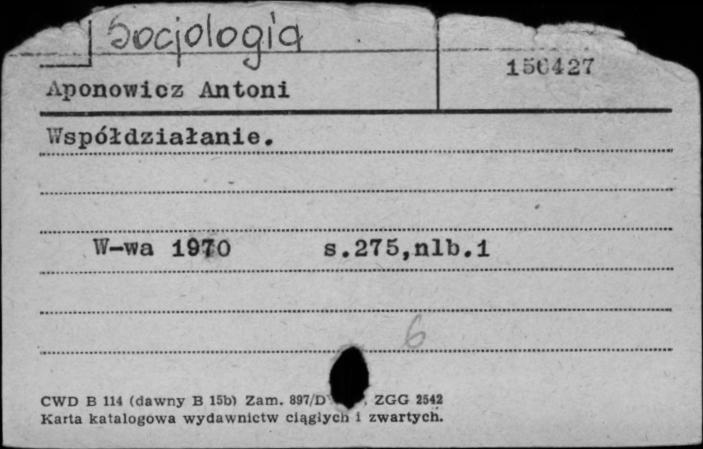 Socjologia
150427
Aponowicz Antoni
Współdziałanie.
W-wa 1970 s.275,nlb.1
6
CWD B 114 (dawny B 15b) Zam. 897/D , ZGG 2542
Karta katalogowa wydawnictw ciągłych i zwartych.